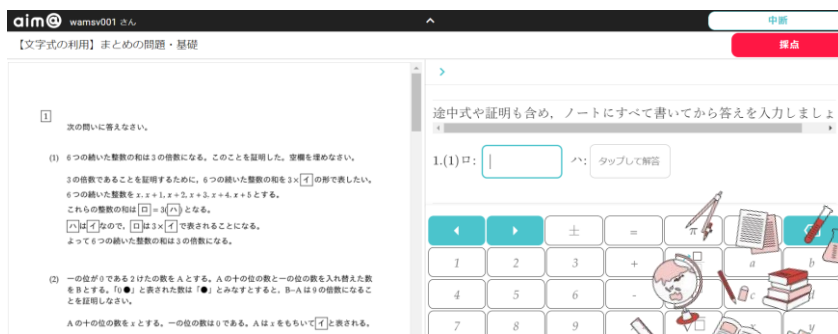 aim@ wamsv001 さん
中断
【文字式の利用】まとめの問題・基礎
採点
1
次の問いに答えなさい。
(1) 6つの続いた整数の和は3の倍数になる。このことを証明した。空欄を埋めなさい。
3の倍数であることを証明するために，6つの続いた整数の和を3×イの形で表したい。
6つの続いた整数を x, x+1, x+2, x+3, x+4, x+5 とする。
これらの整数の和はロ=3(ハ)となる。
ハはイなので，ロは3×イで表されることになる。
よって6つの続いた整数の和は3の倍数になる。
(2) 一の位が0である2けたの数をAとする。Aの十の位の数と一の位の数を入れ替えた数
をBとする。「0●」と表された数は「●」とみなすとすると，B-Aは9の倍数になるこ
とを証明しなさい。
Aの十の位の数をxとする。一の位の数は0である。Aはxをもちいてイと表される。
途中式や証明も含め，ノートにすべて書いてから答えを入力しましょ
1.(1)ロ: ハ: タップして解答
± = π
1 2 3 + a b
4 5 6 - c
7 8 9 x y